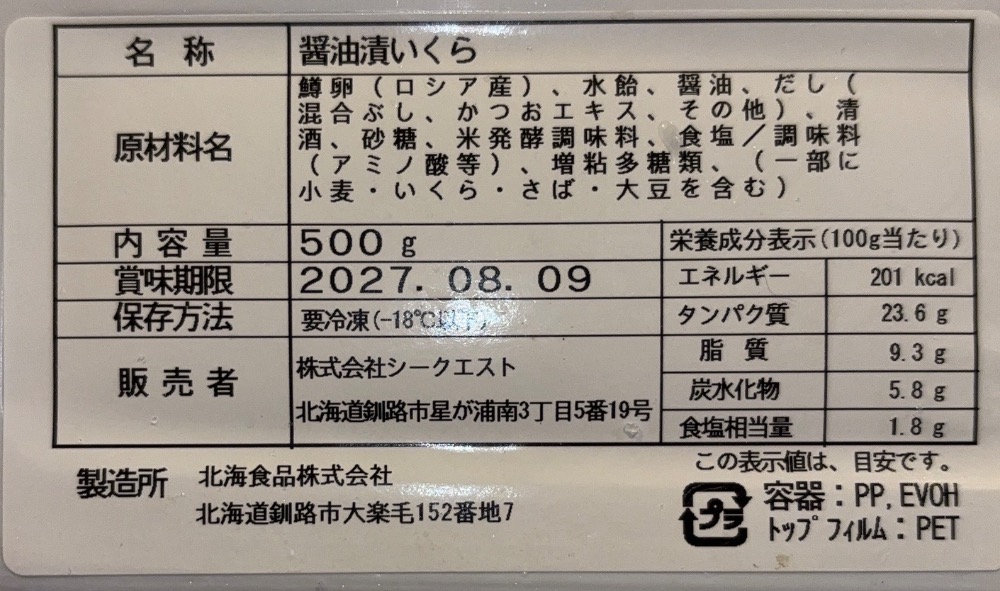 名 称 醤油漬いくら
原材料名
鱒卵(ロシア産)、水飴、醤油、だし(
混合ぶし、かつおエキス、その他)、清
酒、砂糖、米発酵調味料、食塩/調味料
(アミノ酸等)、増粘多糖類、(一部に
小麦・いくら・さば・大豆を含む)
内 容 量 500 g
賞味期限 2027. 08. 09
保存方法 要冷凍(-18℃以下)
販 売 者
株式会社シークエスト
北海道釧路市星が浦南3丁目5番19号
栄養成分表示(100g当たり)
エネルギー 201 kcal
タンパク質 23.6 g
脂 質 9.3 g
炭水化物 5.8 g
食塩相当量 1.8 g
この表示値は、目安です。
製造所 北海食品株式会社
北海道釧路市大楽毛152番地7
プラ
容器:PP,EVOH
トップフィルム:PET